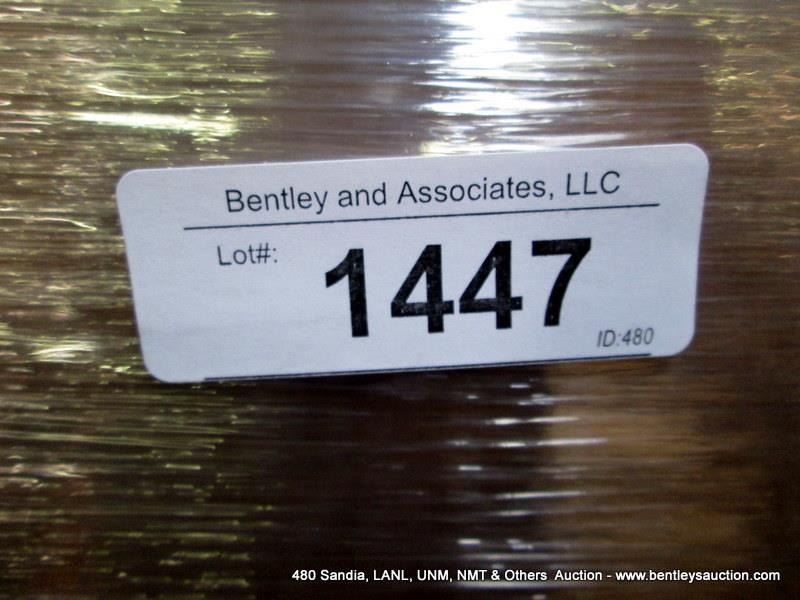 Bentley and Associates, LLC
Lot#:
1447
ID:480
480 Sandia, LANL, UNM, NMT & Others Auction - www.bentleysauction.com